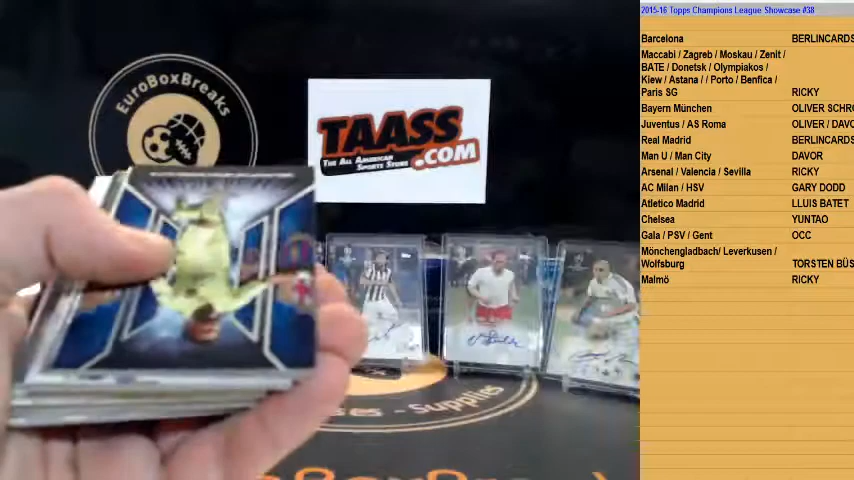 EuroBoxBreaks
TAASS
THE ALL AMERICAN
SPORTS STORE
.COM
- Supplies
2015-16 Topps Champions League Showcase #38
Barcelona BERLINCARDS
Maccabi / Zagreb / Moskau / Zenit /
BATE / Donetsk / Olympiakos /
Kiew / Astana / / Porto / Benfica /
Paris SG RICKY
Bayern München OLIVER SCHRO
Juventus / AS Roma OLIVER / DAVO
Real Madrid BERLINCARDS
Man U / Man City DAVOR
Arsenal / Valencia / Sevilla RICKY
AC Milan / HSV GARY DODD
Atletico Madrid LLUIS BATET
Chelsea YUNTAO
Gala / PSV / Gent OCC
Mönchengladbach/ Leverkusen /
Wolfsburg TORSTEN BÜS
Malmö RICKY